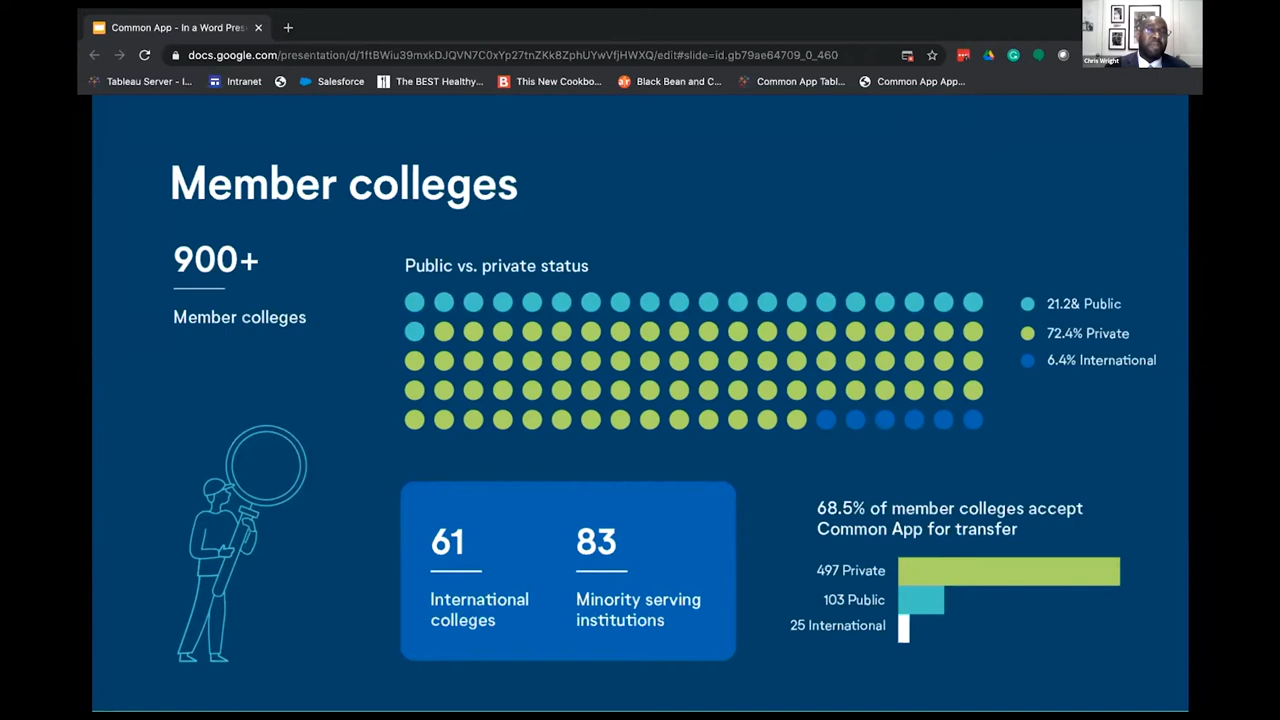 Common App - In a Word Pres
docs.google.com/presentation/d/1ftBWiu39mxkDJQVN7C0xYp27tnZKk8ZphUYwVfjHWXQ/edit#slide=id.gb79ae64709_0_460
Tableau Server - I... Intranet Salesforce The BEST Healthy... This New Cookbo... Black Bean and C... Common App Tabl... Common App App...
Chris Wright
Member colleges
900+
Member colleges
Public vs. private status
21.2& Public
72.4% Private
6.4% International
61
International
colleges
83
Minority serving
institutions
68.5% of member colleges accept
Common App for transfer
497 Private
103 Public
25 International